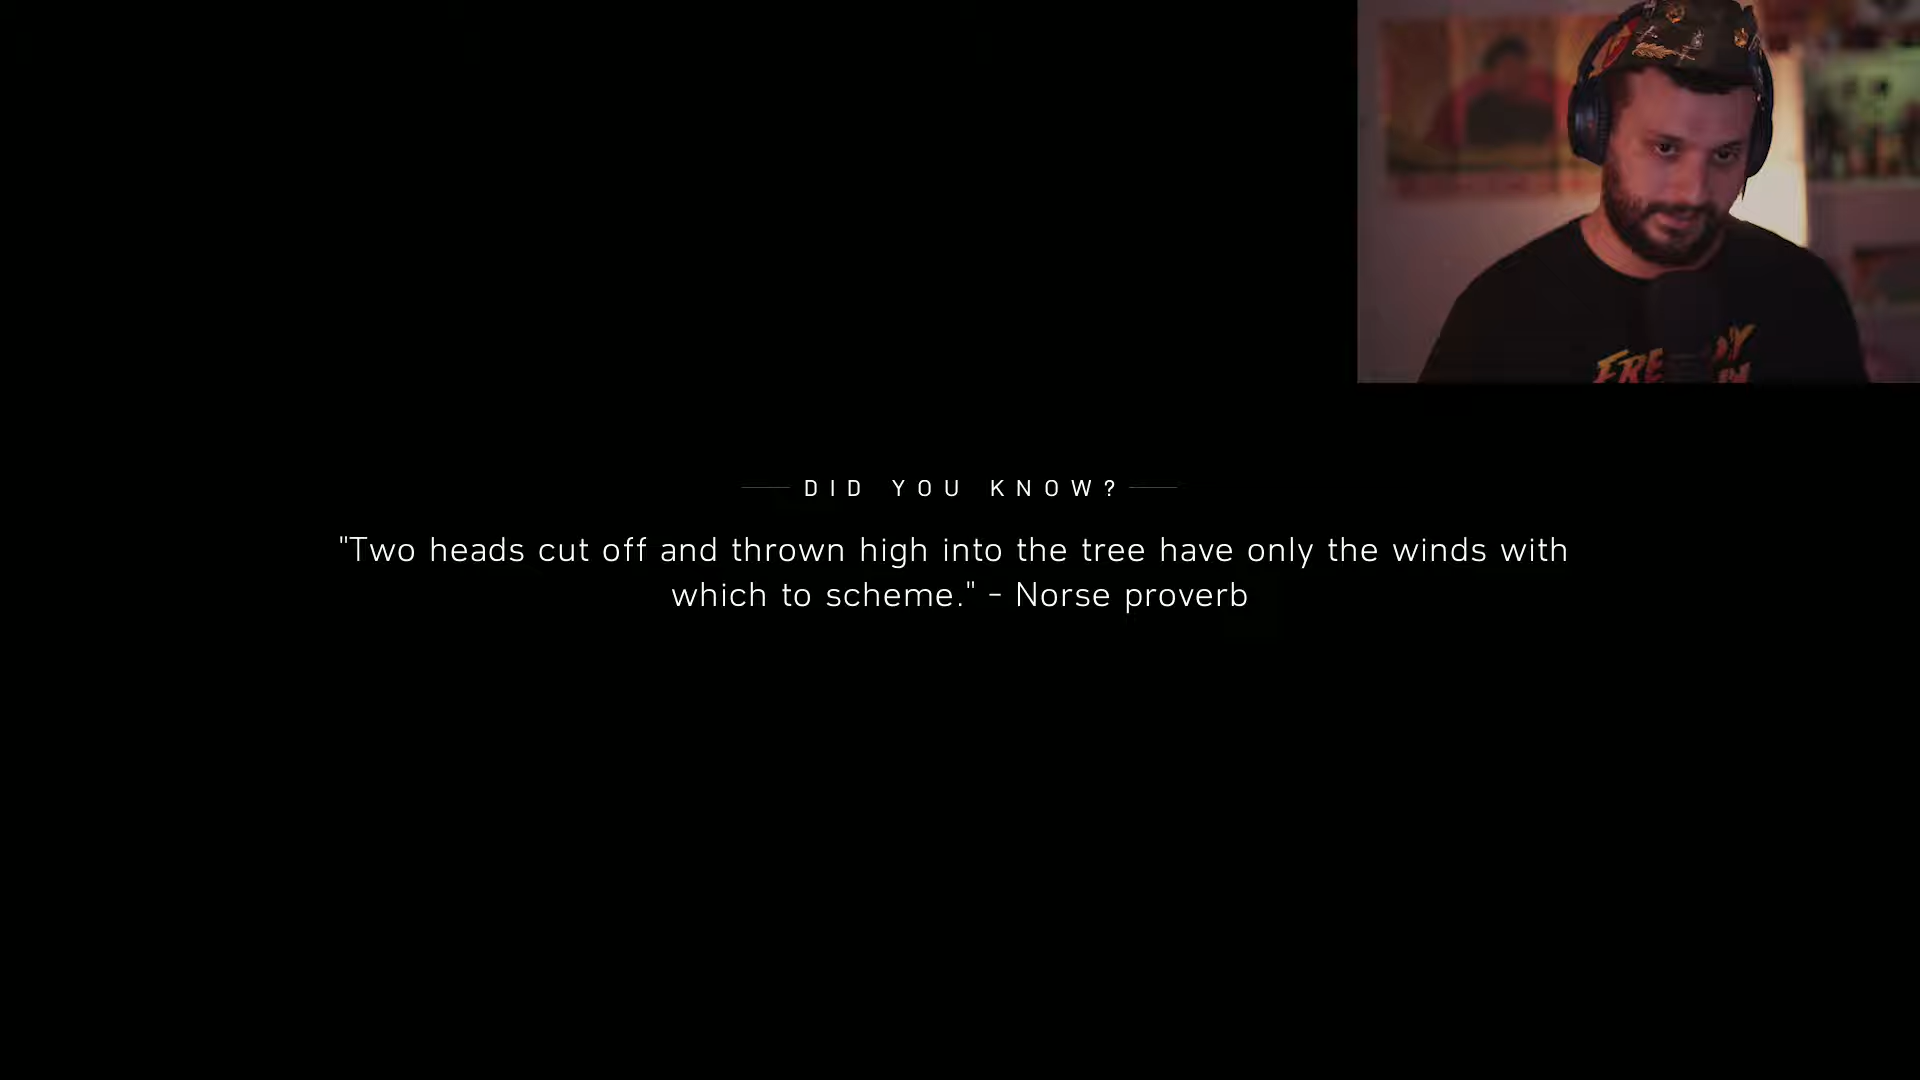 DID YOU KNOW?
"Two heads cut off and thrown high into the tree have only the winds with
which to scheme." - Norse proverb